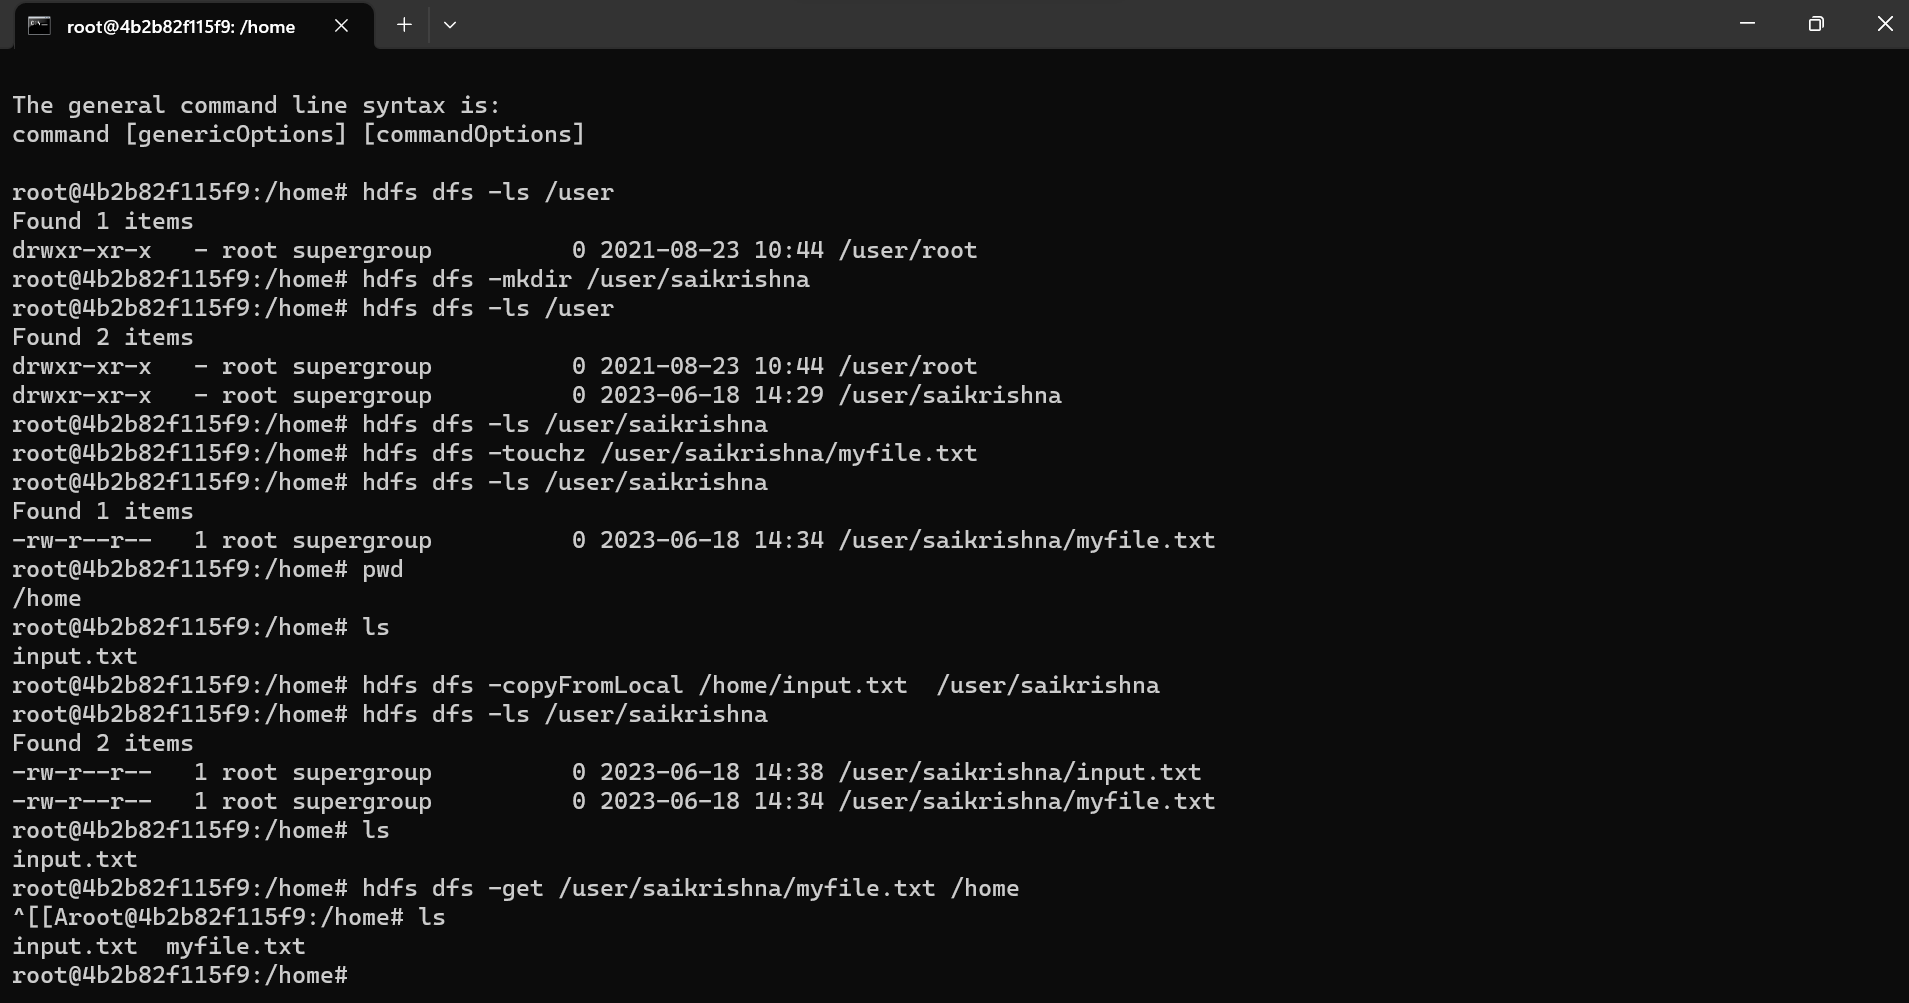 root@4b2b82f115f9: /home
The general command line syntax is:
command [genericOptions] [commandOptions]
root@4b2b82f115f9:/home# hdfs dfs -ls /user
Found 1 items
drwxr-xr-x   - root supergroup          0 2021-08-23 10:44 /user/root
root@4b2b82f115f9:/home# hdfs dfs -mkdir /user/saikrishna
root@4b2b82f115f9:/home# hdfs dfs -ls /user
Found 2 items
drwxr-xr-x   - root supergroup          0 2021-08-23 10:44 /user/root
drwxr-xr-x   - root supergroup          0 2023-06-18 14:29 /user/saikrishna
root@4b2b82f115f9:/home# hdfs dfs -ls /user/saikrishna
root@4b2b82f115f9:/home# hdfs dfs -touchz /user/saikrishna/myfile.txt
root@4b2b82f115f9:/home# hdfs dfs -ls /user/saikrishna
Found 1 items
-rw-r--r--   1 root supergroup          0 2023-06-18 14:34 /user/saikrishna/myfile.txt
root@4b2b82f115f9:/home# pwd
/home
root@4b2b82f115f9:/home# ls
input.txt
root@4b2b82f115f9:/home# hdfs dfs -copyFromLocal /home/input.txt  /user/saikrishna
root@4b2b82f115f9:/home# hdfs dfs -ls /user/saikrishna
Found 2 items
-rw-r--r--   1 root supergroup          0 2023-06-18 14:38 /user/saikrishna/input.txt
-rw-r--r--   1 root supergroup          0 2023-06-18 14:34 /user/saikrishna/myfile.txt
root@4b2b82f115f9:/home# ls
input.txt
root@4b2b82f115f9:/home# hdfs dfs -get /user/saikrishna/myfile.txt /home
^[[Aroot@4b2b82f115f9:/home# ls
input.txt  myfile.txt
root@4b2b82f115f9:/home#